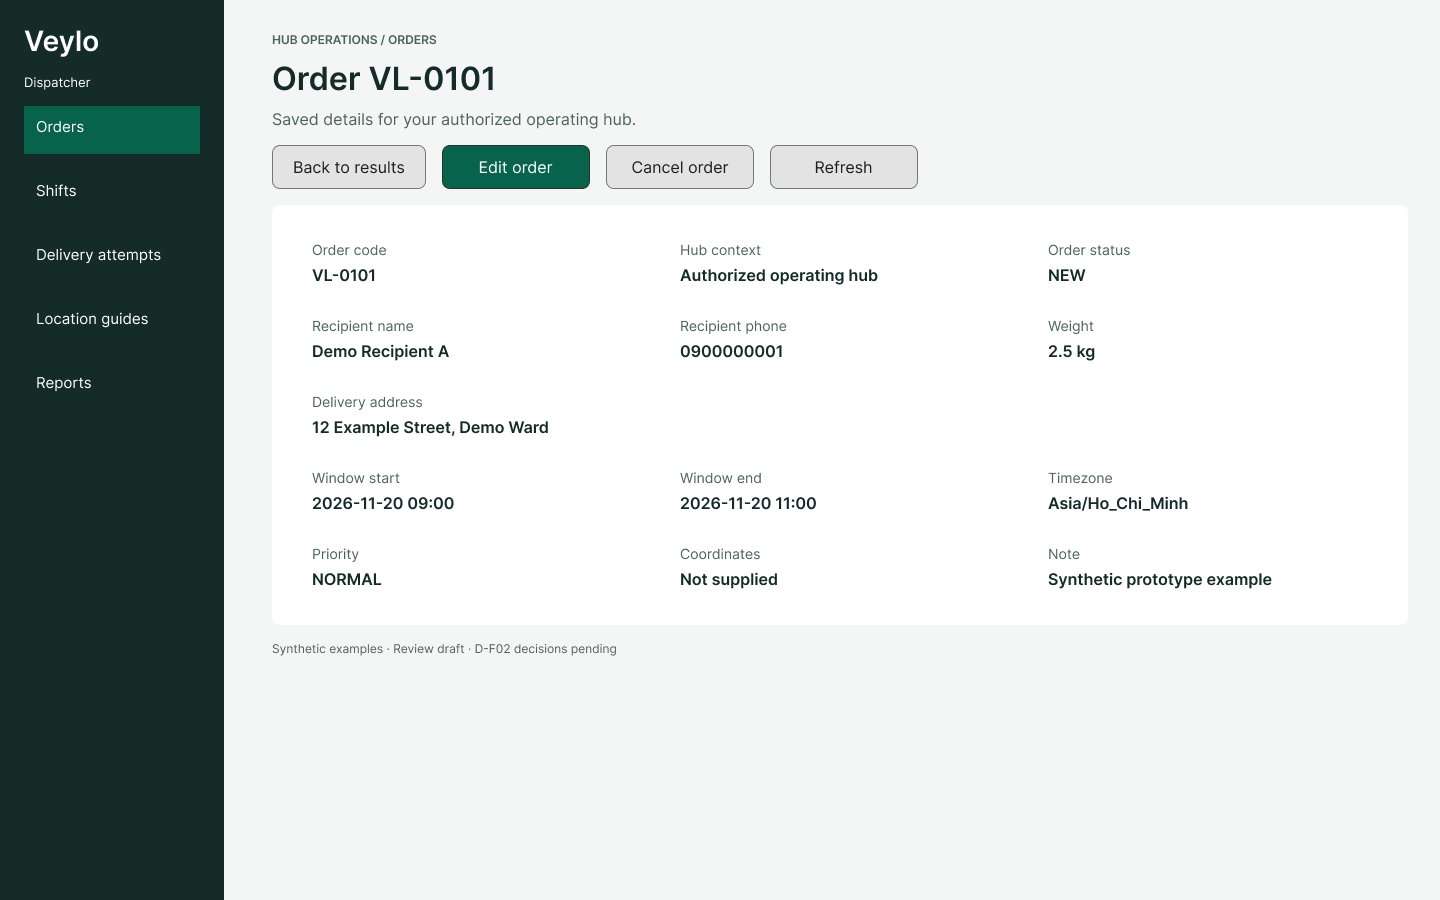 Veylo
Dispatcher
Orders
Shifts
Delivery attempts
Location guides
Reports
HUB OPERATIONS / ORDERS
Order VL-0101
Saved details for your authorized operating hub.
Back to results
Edit order
Cancel order
Refresh
Order code
VL-0101
Hub context
Authorized operating hub
Order status
NEW
Recipient name
Demo Recipient A
Recipient phone
0900000001
Weight
2.5 kg
Delivery address
12 Example Street, Demo Ward
Window start
2026-11-20 09:00
Window end
2026-11-20 11:00
Timezone
Asia/Ho_Chi_Minh
Priority
NORMAL
Coordinates
Not supplied
Note
Synthetic prototype example
Synthetic examples · Review draft · D-F02 decisions pending